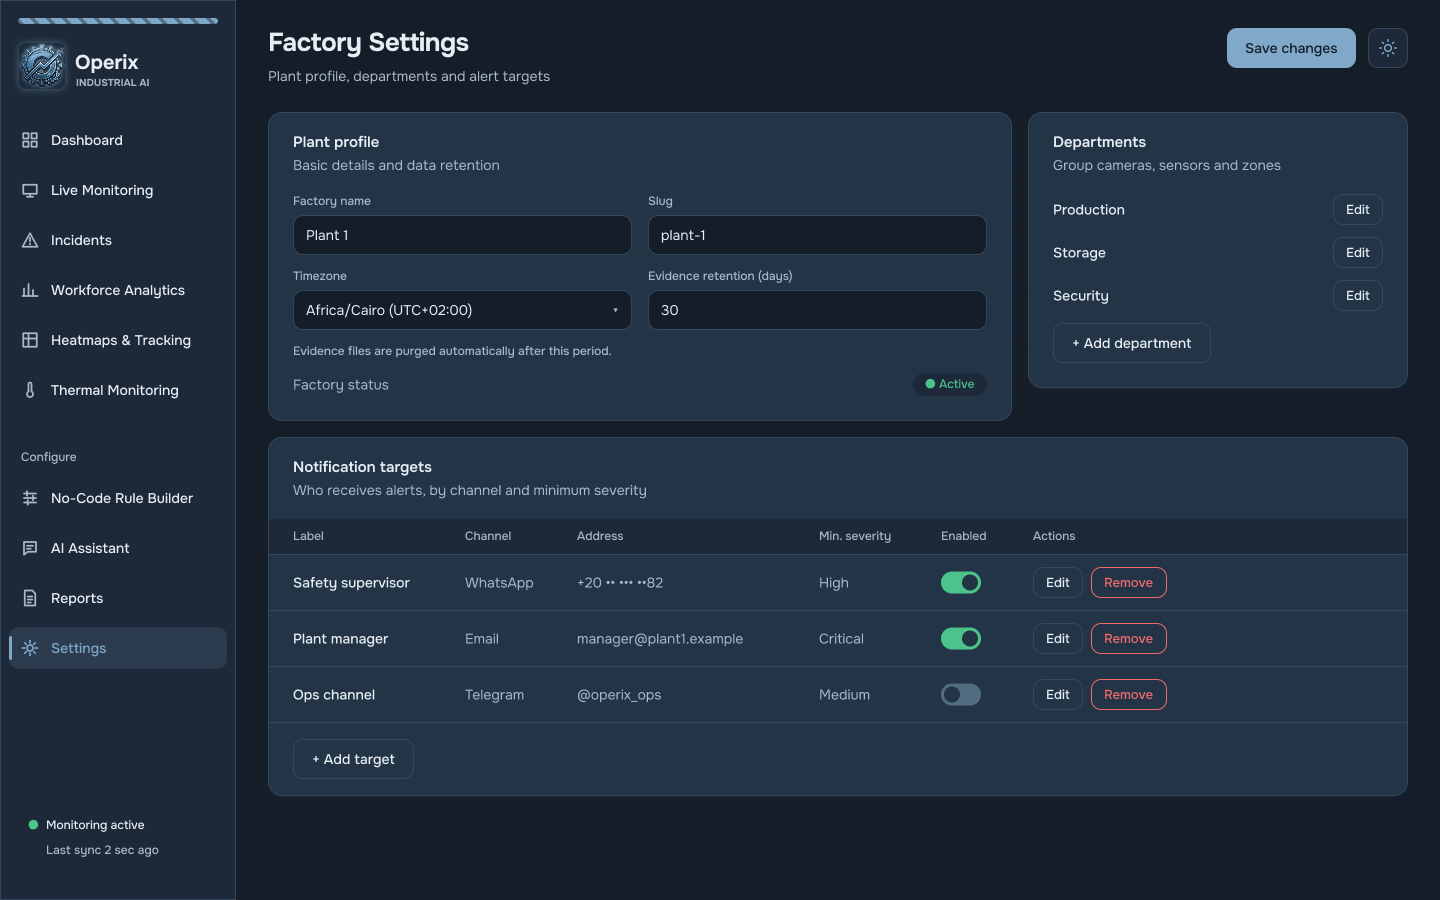 Operix
INDUSTRIAL AI
Dashboard
Live Monitoring
Incidents
Workforce Analytics
Heatmaps & Tracking
Thermal Monitoring
Configure
No-Code Rule Builder
AI Assistant
Reports
Settings
Monitoring active
Last sync 2 sec ago
Factory Settings
Plant profile, departments and alert targets
Save changes
Plant profile
Basic details and data retention
Factory name
Slug
Plant 1
plant-1
Timezone
Evidence retention (days)
Africa/Cairo (UTC+02:00)
30
Evidence files are purged automatically after this period.
Factory status
Active
Departments
Group cameras, sensors and zones
Production Edit
Storage Edit
Security Edit
+ Add department
Notification targets
Who receives alerts, by channel and minimum severity
Label Channel Address Min. severity Enabled Actions
Safety supervisor WhatsApp +20 •• ••• ••82 High Edit Remove
Plant manager Email manager@plant1.example Critical Edit Remove
Ops channel Telegram @operix_ops Medium Edit Remove
+ Add target